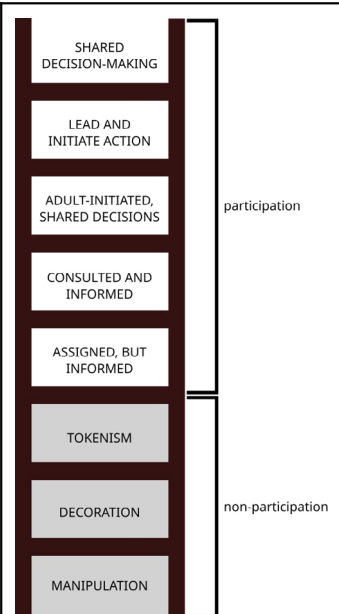 SHARED
DECISION-MAKING
LEAD AND
INITIATE ACTION
ADULT-INITIATED,
SHARED DECISIONS
participation
CONSULTED AND
INFORMED
ASSIGNED, BUT
INFORMED
TOKENISM
DECORATION
non-participation
MANIPULATION